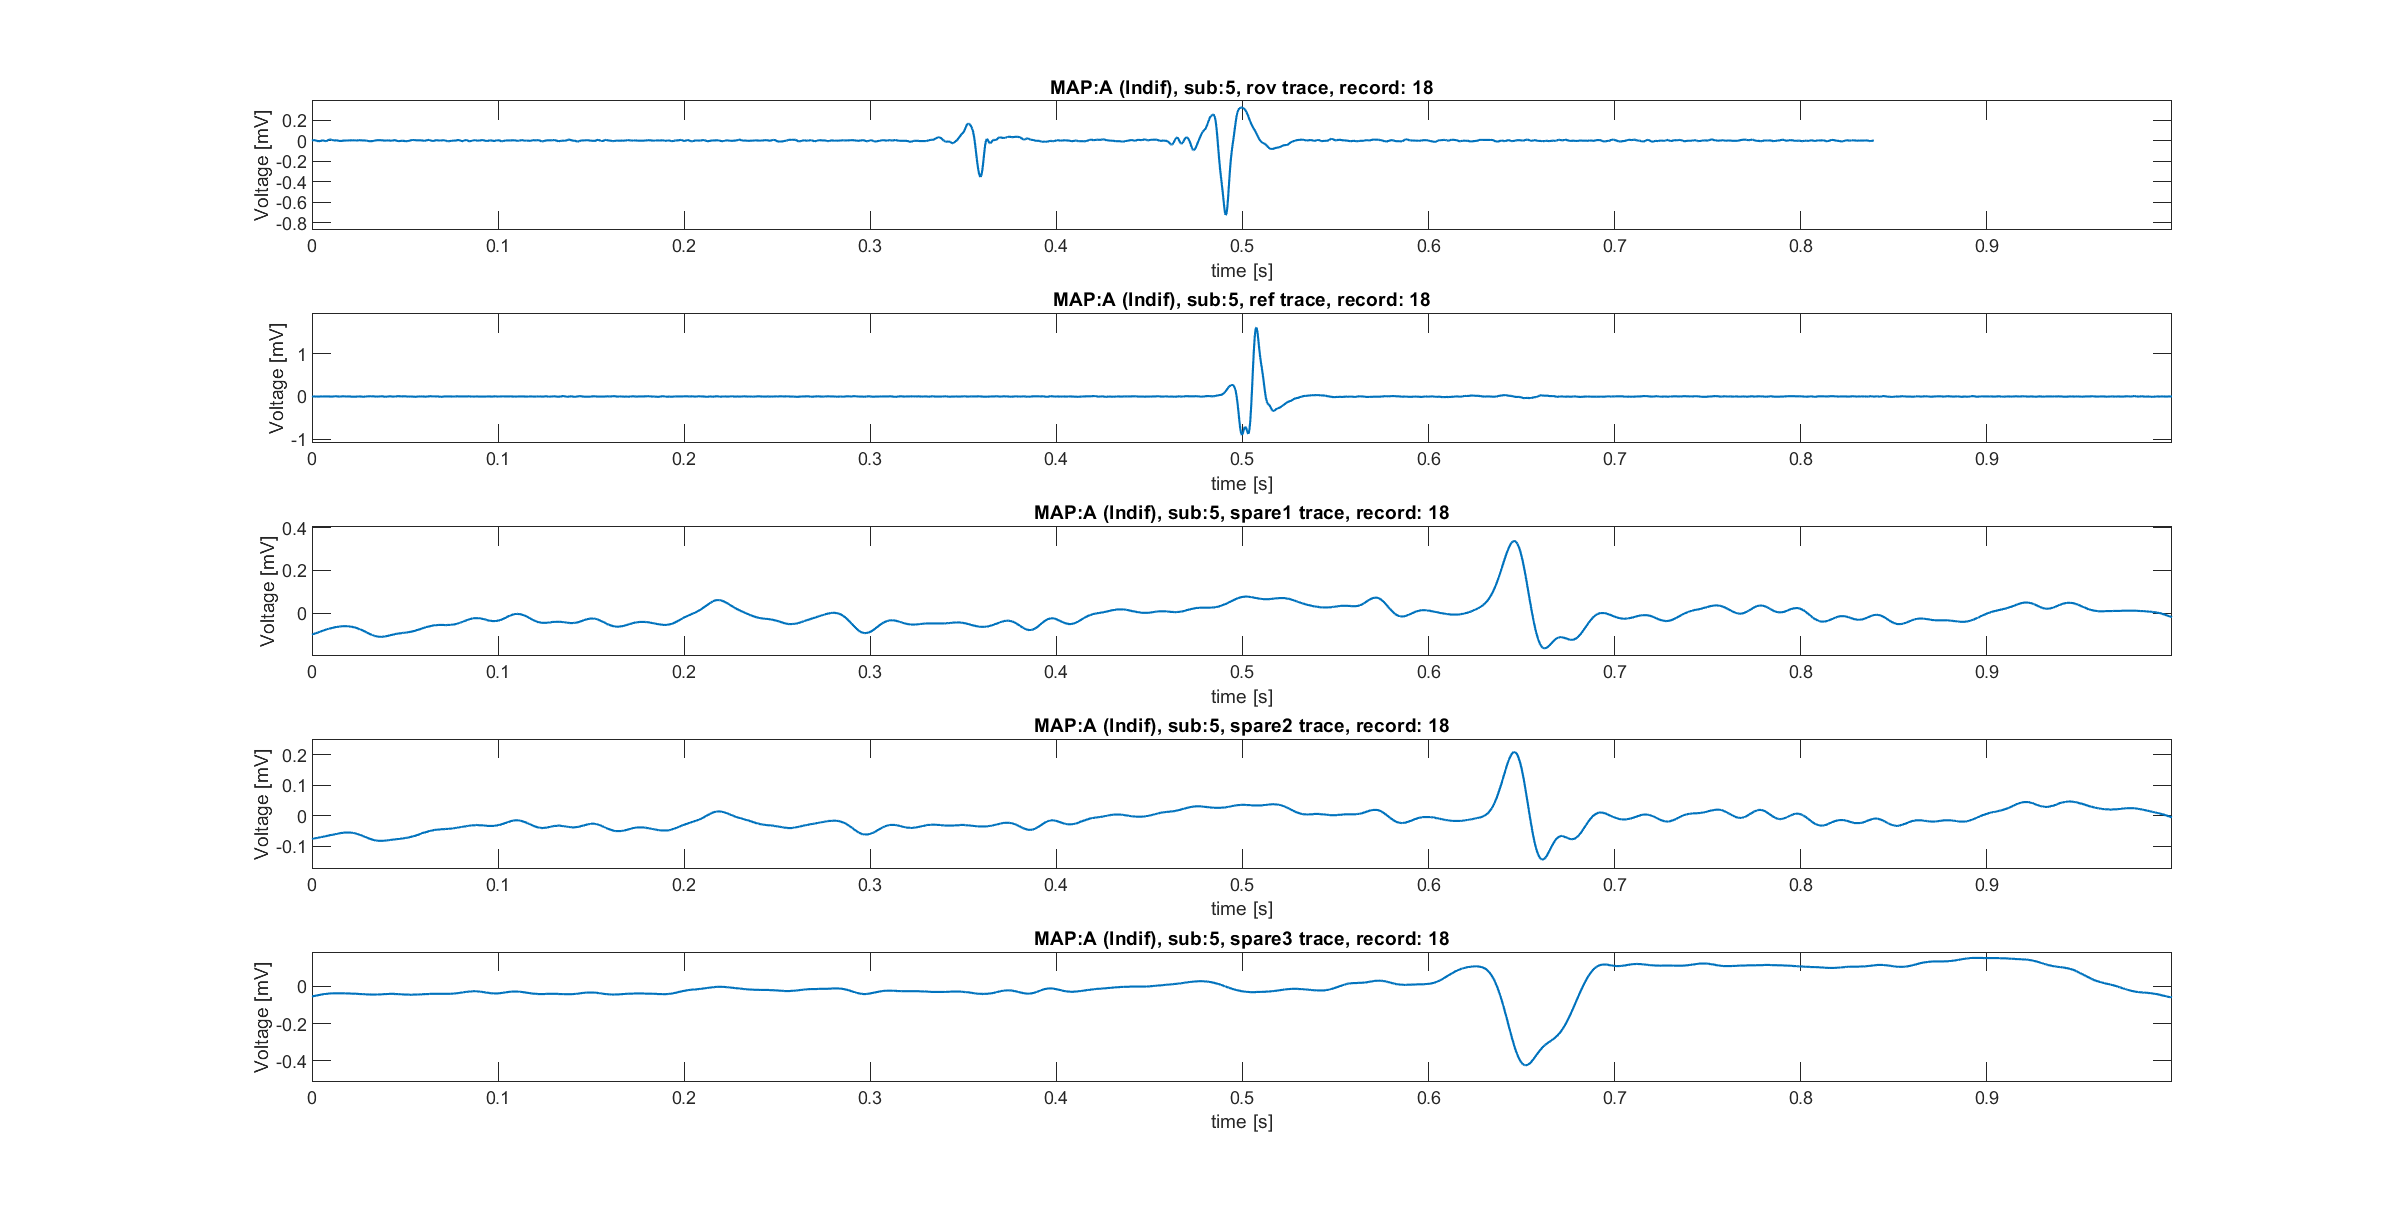 MAP:A (Indif), sub:5, rov trace, record: 18
Voltage [mV]
0.2
0
-0.2
-0.4
-0.6
-0.8
0 0.1 0.2 0.3 0.4 0.5 0.6 0.7 0.8 0.9
time [s]
MAP:A (Indif), sub:5, ref trace, record: 18
Voltage [mV]
1
0
-1
0 0.1 0.2 0.3 0.4 0.5 0.6 0.7 0.8 0.9
time [s]
MAP:A (Indif), sub:5, spare1 trace, record: 18
Voltage [mV]
0.4
0.2
0
0 0.1 0.2 0.3 0.4 0.5 0.6 0.7 0.8 0.9
time [s]
MAP:A (Indif), sub:5, spare2 trace, record: 18
Voltage [mV]
0.2
0.1
0
-0.1
0 0.1 0.2 0.3 0.4 0.5 0.6 0.7 0.8 0.9
time [s]
MAP:A (Indif), sub:5, spare3 trace, record: 18
Voltage [mV]
0
-0.2
-0.4
0 0.1 0.2 0.3 0.4 0.5 0.6 0.7 0.8 0.9
time [s]